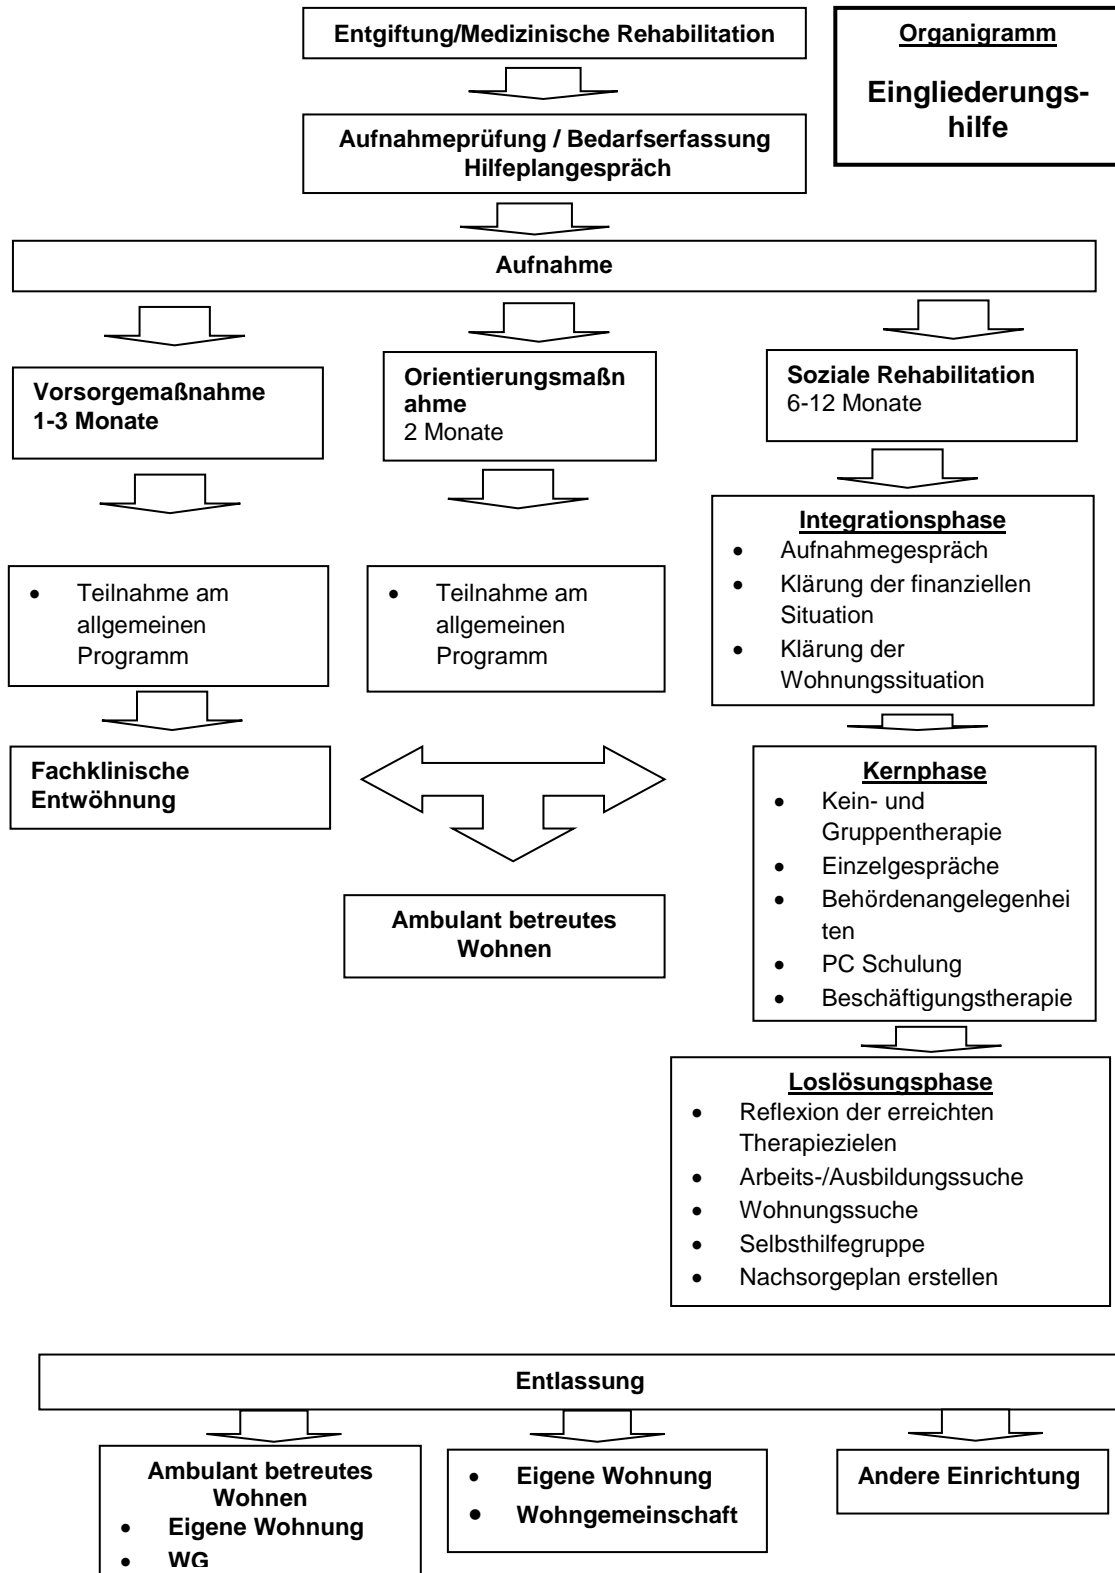 Entgiftung/Medizinische Rehabilitation
Organigramm
Eingliederungs-
hilfe
Aufnahmeprüfung / Bedarfserfassung
Hilfeplangespräch
Aufnahme
Vorsorgemaßnahme
1-3 Monate
Orientierungsmaßn
ahme
2 Monate
Soziale Rehabilitation
6-12 Monate
Integrationsphase
• Aufnahmegespräch
• Klärung der finanziellen
Situation
• Klärung der
Wohnungssituation
• Teilnahme am
allgemeinen
Programm
• Teilnahme am
allgemeinen
Programm
Fachklinische
Entwöhnung
Kernphase
• Kein- und
Gruppentherapie
• Einzelgespräche
• Behördenangelegenhei
ten
• PC Schulung
• Beschäftigungstherapie
Ambulant betreutes
Wohnen
Loslösungsphase
• Reflexion der erreichten
Therapiezielen
• Arbeits-/Ausbildungssuche
• Wohnungssuche
• Selbsthilfegruppe
• Nachsorgeplan erstellen
Entlassung
Ambulant betreutes
Wohnen
• Eigene Wohnung
• WG
• Eigene Wohnung
• Wohngemeinschaft
Andere Einrichtung